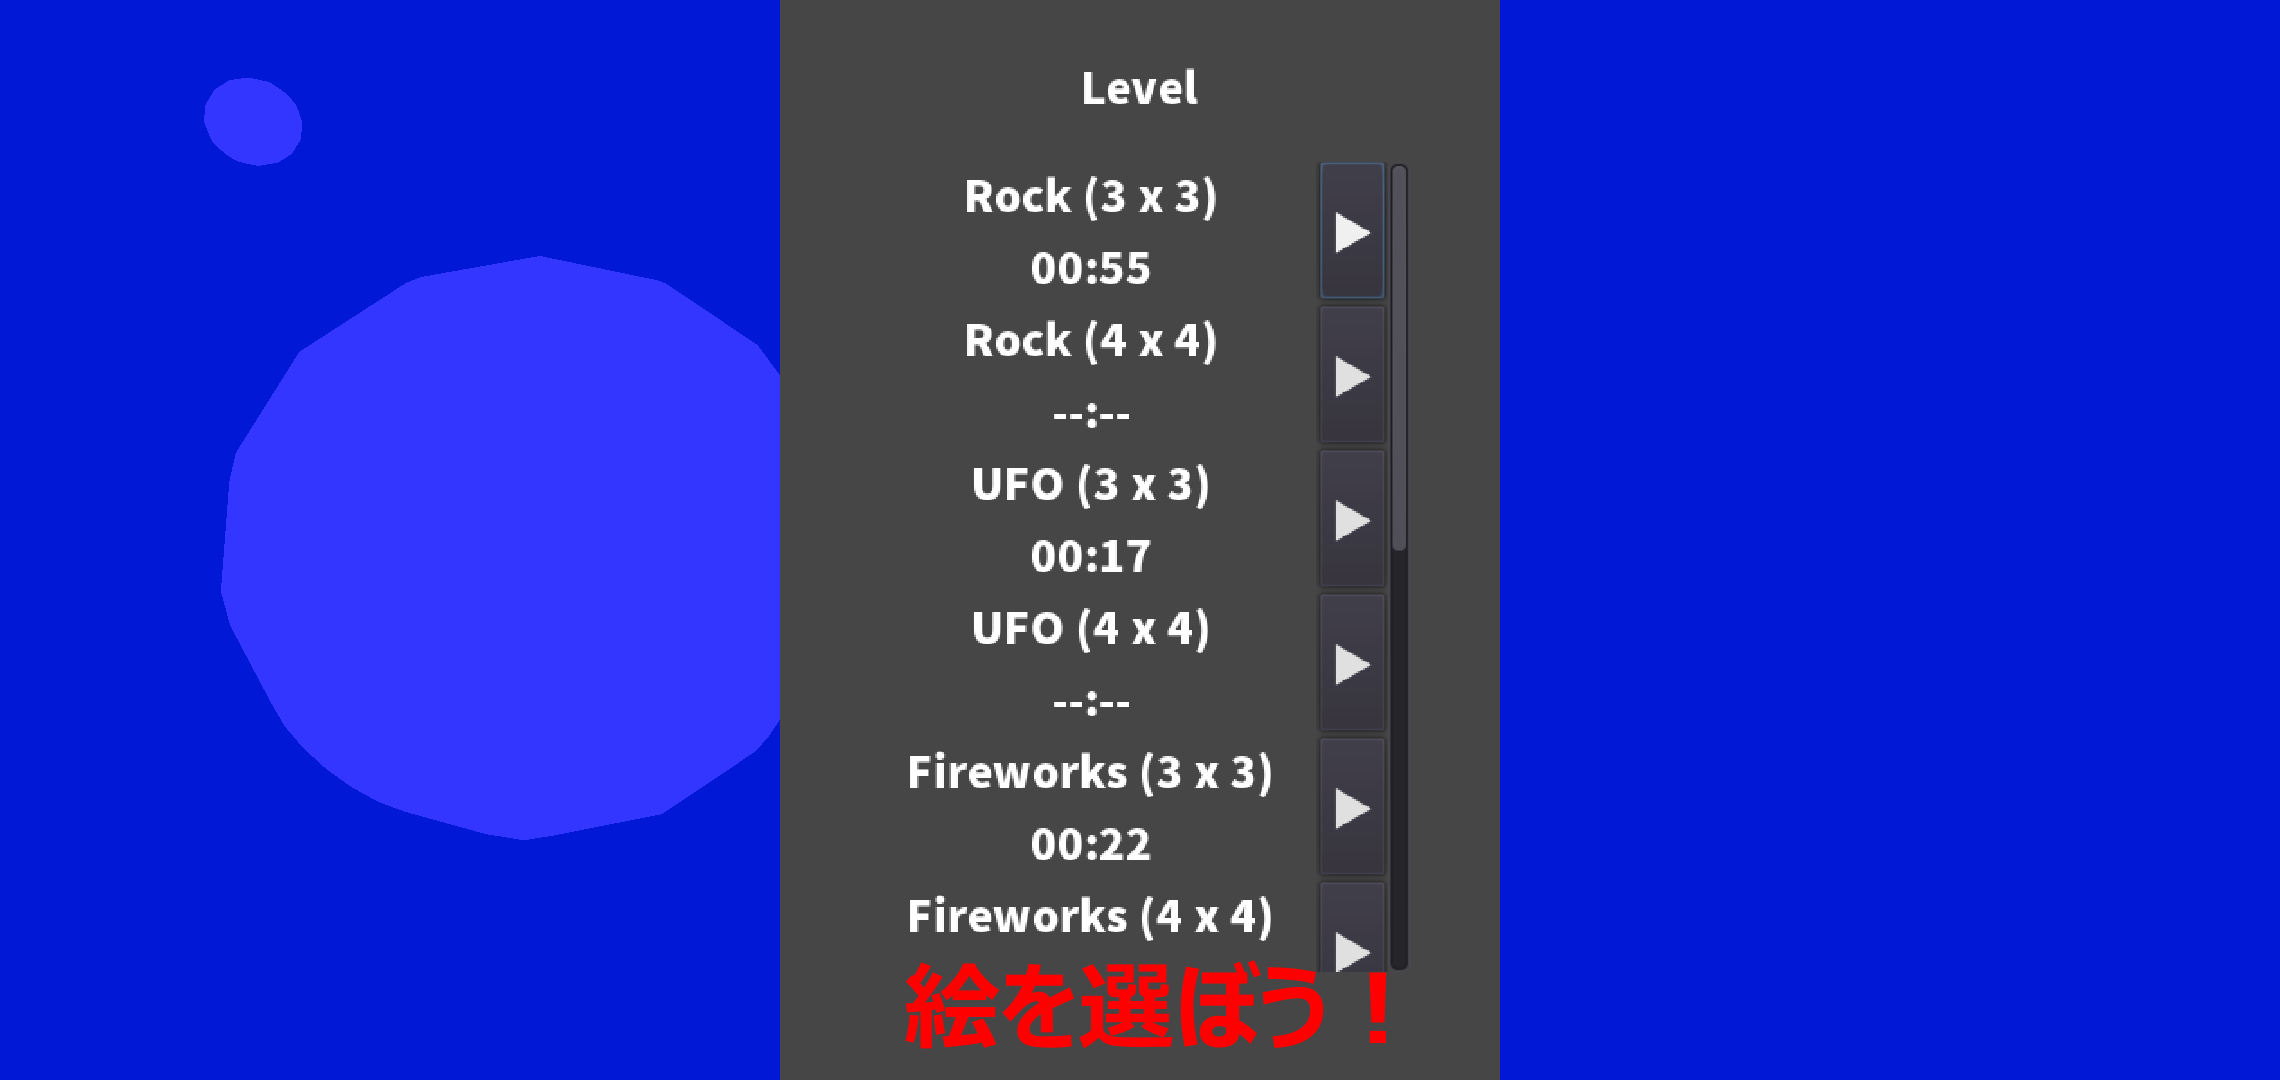 Level
Rock (3 x 3)
00:55
Rock (4 x 4)
--:--
UFO (3 x 3)
00:17
UFO (4 x 4)
--:--
Fireworks (3 x 3)
00:22
Fireworks (4 x 4)
絵を選ぼう！